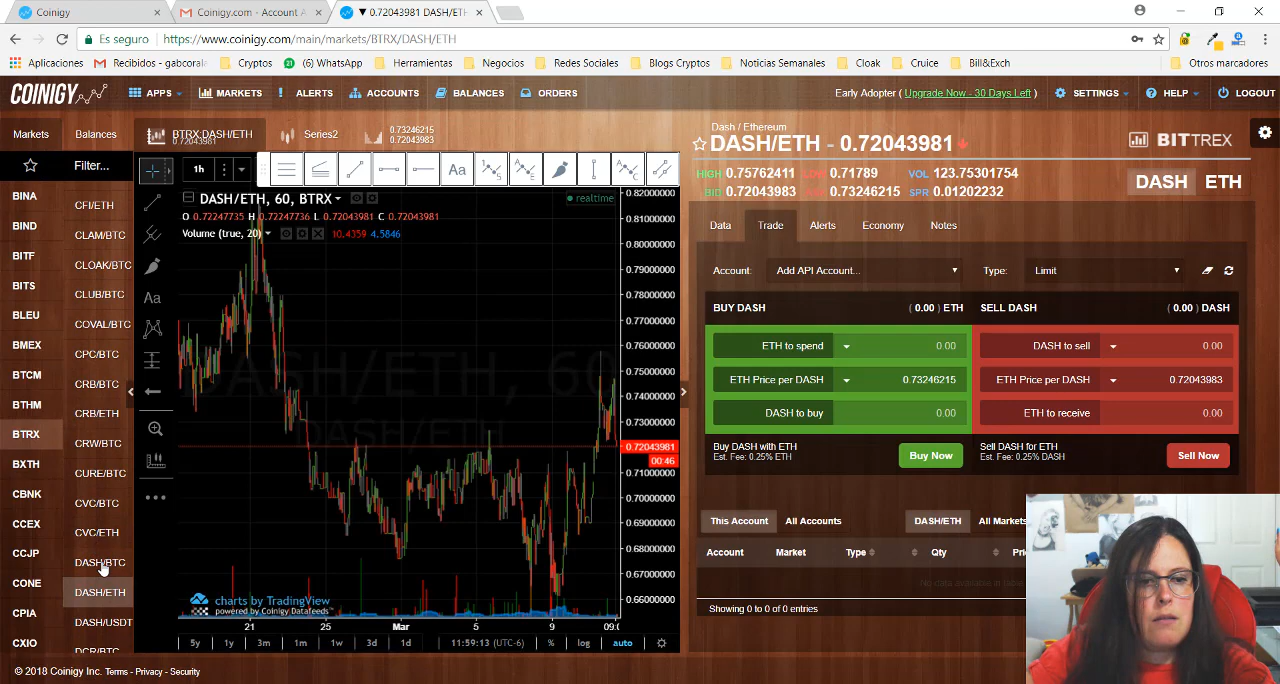 Coinigy
Coinigy.com - Account A
▼ 0.72043981 DASH/ETH
Es seguro
https://www.coinigy.com/main/markets/BTRX/DASH/ETH
Aplicaciones
Recibidos - gabcorala
Cryptos
(6) WhatsApp
Herramientas
Negocios
Redes Sociales
Blogs Cryptos
Noticias Semanales
Cloak
Cruice
Bill&Exch
Otros marcadores
COINIGY
APPS
MARKETS
ALERTS
ACCOUNTS
BALANCES
ORDERS
Early Adopter ( Upgrade Now - 30 Days Left )
SETTINGS
HELP
LOGOUT
Markets
Balances
BTRX:DASH/ETH
0.72043981
Series2
0.73246215
0.72043983
Dash / Ethereum
DASH/ETH - 0.72043981
BITTREX
HIGH 0.75762411 LOW 0.71789 VOL 123.75301754
BID 0.72043983 ASK 0.73246215 SPR 0.01202232
DASH
ETH
Filter...
1h
Aa
BINA
BIND
BITF
BITS
BLEU
BMEX
BTCM
BTHM
BTRX
BXTH
CBNK
CCEX
CCJP
CONE
CPIA
CXIO
CFI/ETH
CLAM/BTC
CLOAK/BTC
CLUB/BTC
COVAL/BTC
CPC/BTC
CRB/BTC
CRB/ETH
CRW/BTC
CURE/BTC
CVC/BTC
CVC/ETH
DASH/BTC
DASH/ETH
DASH/USDT
DCR/BTC
Aa
DASH/ETH, 60, BTRX
realtime
O 0.72247735 H 0.72247736 L 0.72043981 C 0.72043981
Volume (true, 20)
10.4359 4.5846
DASH/ETH, 60
DASH/ETH
0.82000000
0.81000000
0.80000000
0.79000000
0.78000000
0.77000000
0.76000000
0.75000000
0.74000000
0.73000000
0.72043981
00:46
0.71000000
0.70000000
0.69000000
0.68000000
0.67000000
0.66000000
charts by TradingView
powered by Coinigy Datafeeds
21
25
Mar
5
9
09:0
5y
1y
3m
1m
1w
3d
1d
11:59:13 (UTC-6)
%
log
auto
Data
Trade
Alerts
Economy
Notes
Account:
Add API Account...
Type:
Limit
BUY DASH
( 0.00 ) ETH
SELL DASH
( 0.00 ) DASH
ETH to spend
0.00
DASH to sell
0.00
ETH Price per DASH
0.73246215
ETH Price per DASH
0.72043983
DASH to buy
0.00
ETH to receive
0.00
Buy DASH with ETH
Est. Fee: 0.25% ETH
Buy Now
Sell DASH for ETH
Est. Fee: 0.25% DASH
Sell Now
This Account
All Accounts
DASH/ETH
All Markets
Account
Market
Type
Qty
No data available in table
Showing 0 to 0 of 0 entries
© 2018 Coinigy Inc. Terms - Privacy - Security